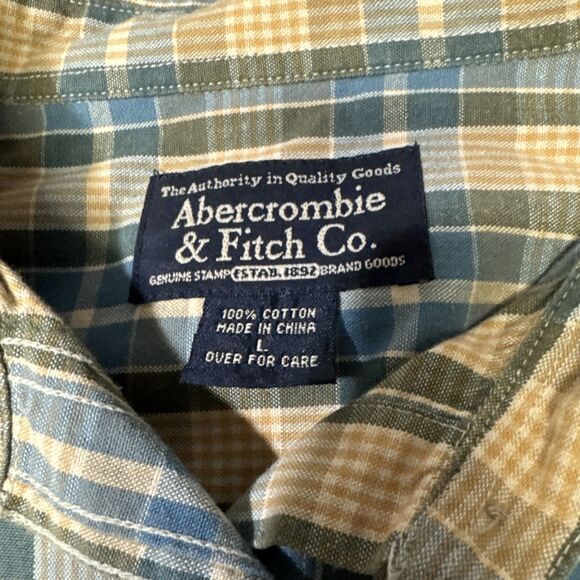 The Authority in Quality Goods
Abercrombie
& Fitch Co.
GENUINE STAMP ESTAB. 1892 BRAND GOODS
100% COTTON
MADE IN CHINA
L
OVER FOR CARE